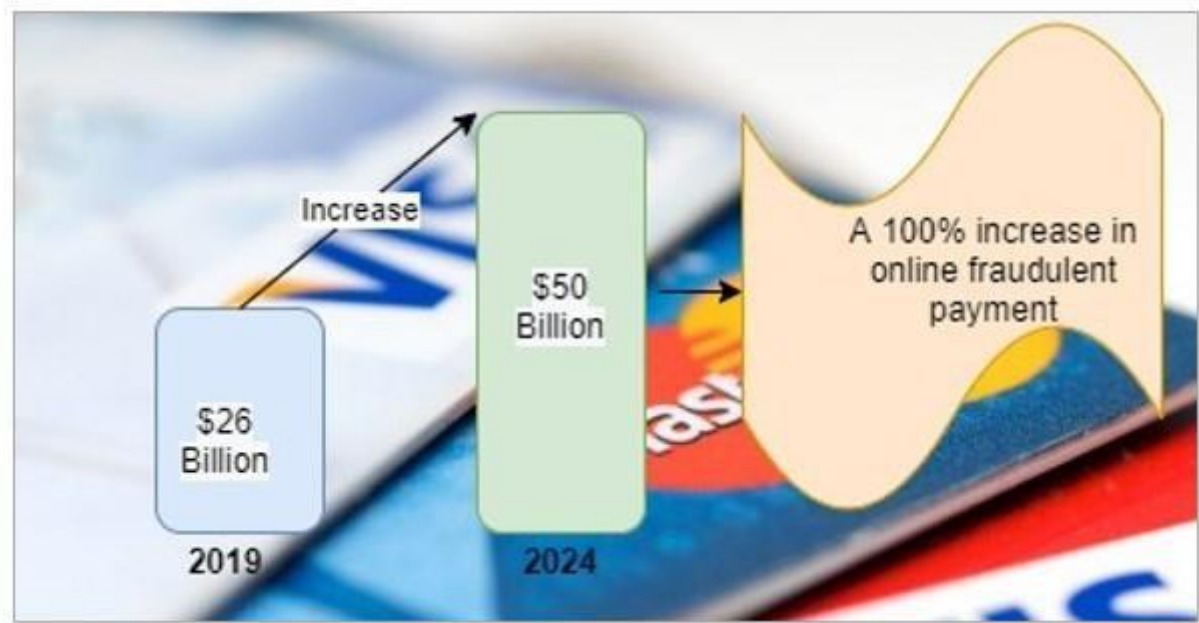 Increase
$26
Billion
2019
$50
Billion
2024
A 100% increase in
online fraudulent
payment